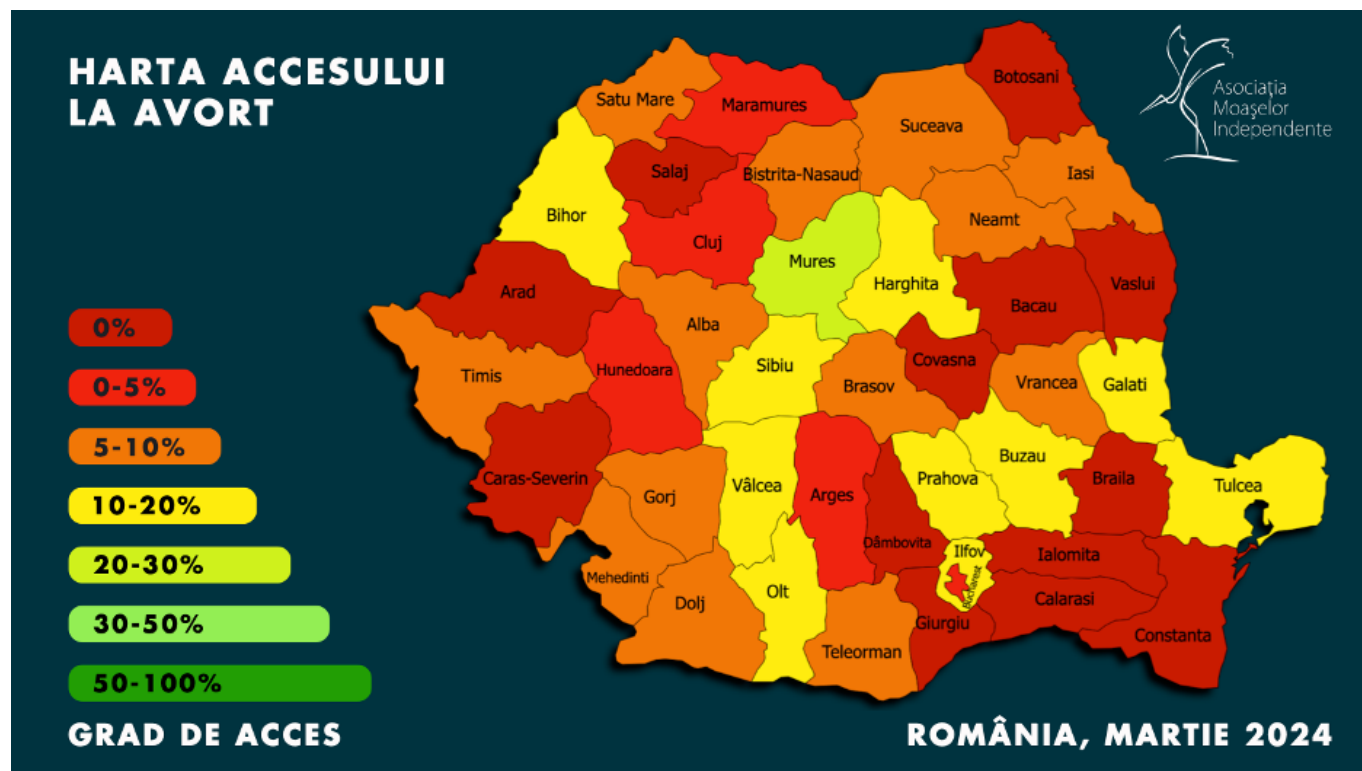 HARTA ACCESULUI
LA AVORT
Asociația
Moașelor
Independente
Botosani
Satu Mare
Maramures
Suceava
Salaj
Bistrita-Nasaud
Iasi
Bihor
Cluj
Neamt
Mures
Harghita
Arad
Bacau
Vaslui
Alba
Timis
Hunedoara
Sibiu
Brasov
Covasna
Vrancea
Galati
Caras-Severin
Gorj
Vâlcea
Arges
Prahova
Buzau
Braila
Tulcea
Dâmbovita
Ilfov
Bucharest
Ialomita
Mehedinti
Dolj
Olt
Calarasi
Giurgiu
Teleorman
Constanta
0%
0-5%
5-10%
10-20%
20-30%
30-50%
50-100%
GRAD DE ACCES
ROMÂNIA, MARTIE 2024